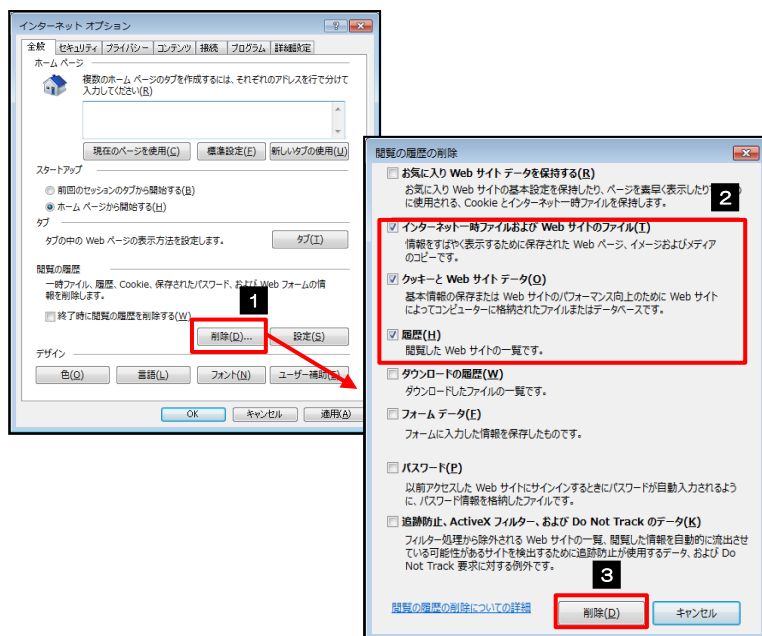 インターネット オプション
全般 セキュリティ プライバシー コンテンツ 接続 プログラム 詳細設定
ホーム ページ
複数のホーム ページのタブを作成するには、それぞれのアドレスを行で分けて
入力してください(R)
現在のページを使用(C) 標準設定(F) 新しいタブの使用(U)
スタートアップ
前回のセッションのタブから開始する(B)
ホーム ページから開始する(H)
タブ
タブの中の Web ページの表示方法を設定します。 タブ(T)
閲覧の履歴
一時ファイル、履歴、Cookie、保存されたパスワード、および Web フォームの情
報を削除します。
1
終了時に閲覧の履歴を削除する(W)
削除(D)... 設定(S)
デザイン
色(O) 言語(L) フォント(N) ユーザー補助(E)
OK キャンセル 適用(A)
閲覧の履歴の削除
お気に入り Web サイト データを保持する(R)
お気に入り Web サイトの基本設定を保持したり、ページを素早く表示したり
に使用される、Cookie とインターネット一時ファイルを保持します。
2
インターネット一時ファイルおよび Web サイトのファイル(T)
情報をすばやく表示するために保存された Web ページ、イメージおよびメディア
のコピーです。
クッキーと Web サイト データ(O)
基本情報の保存または Web サイトのパフォーマンス向上のために Web サイト
によってコンピューターに格納されたファイルまたはデータベースです。
履歴(H)
閲覧した Web サイトの一覧です。
ダウンロードの履歴(W)
ダウンロードしたファイルの一覧です。
フォーム データ(F)
フォームに入力した情報を保存したものです。
パスワード(P)
以前アクセスした Web サイトにサインインするときにパスワードが自動入力されるよう
に、パスワード情報を格納したファイルです。
追跡防止、ActiveX フィルター、および Do Not Track のデータ(K)
フィルター処理から除外される Web サイトの一覧、閲覧した情報を自動的に流出させ
ている可能性があるサイトを検出するために追跡防止が使用するデータ、および Do
Not Track 要求に対する例外です。
3
閲覧の履歴の削除についての詳細 削除(D) キャンセル